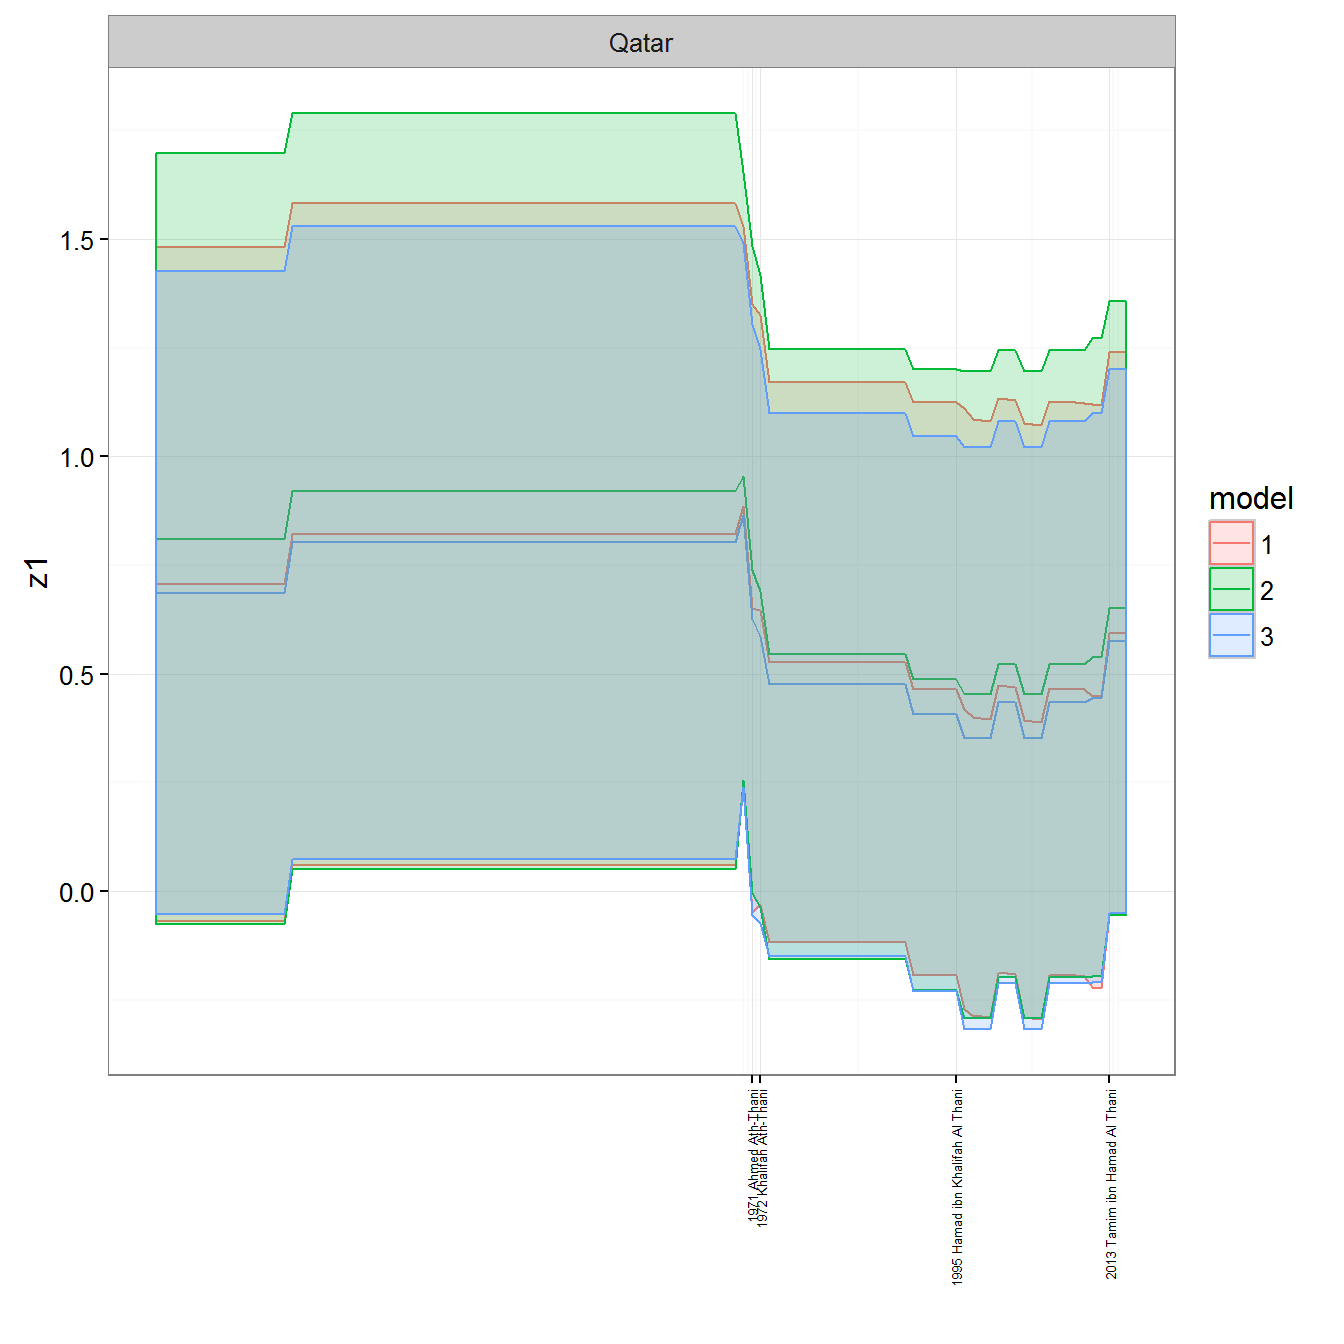 Qatar
1.5
1.0
0.5
0.0
z1
model
1
2
3
1971 Ahmed Ath-Thani
1972 Khalifah Ath-Thani
1995 Hamad ibn Khalifah Al Thani
2013 Tamim ibn Hamad Al Thani